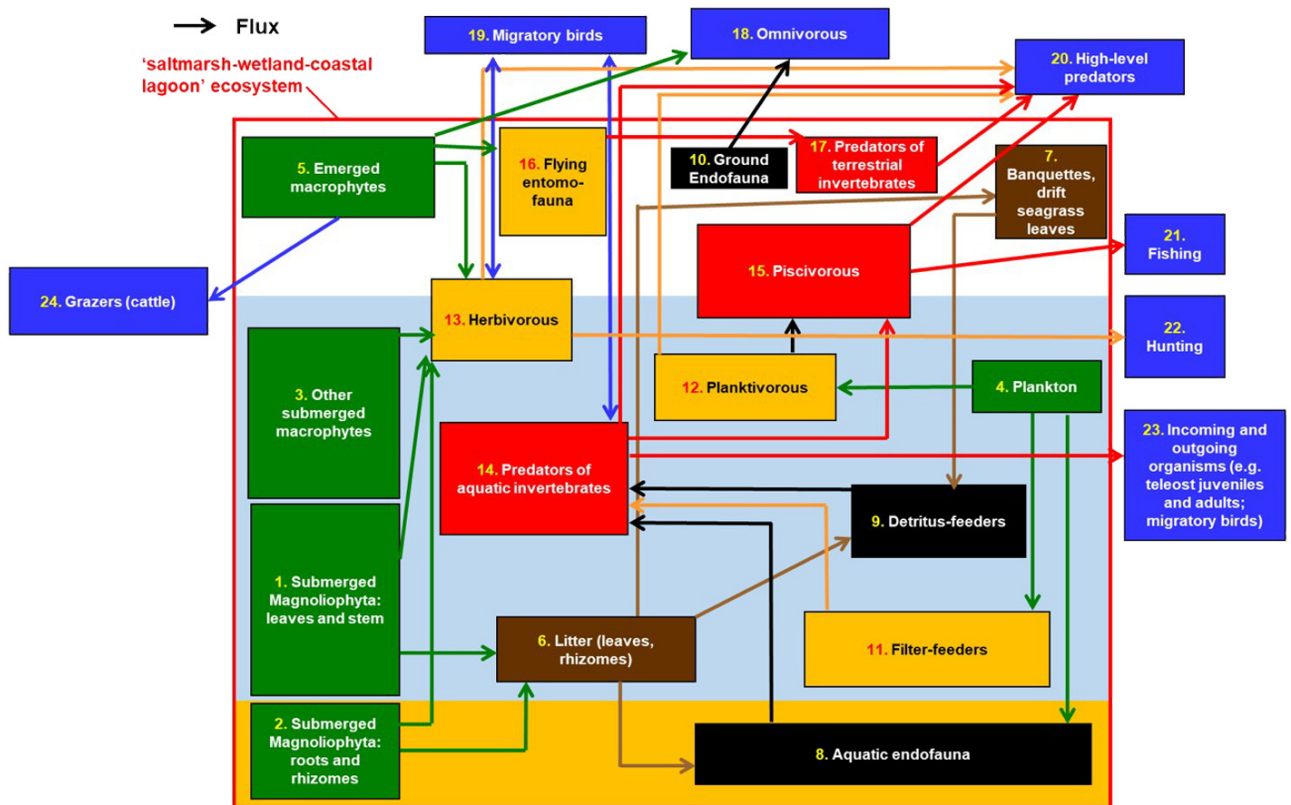 Flux
'saltmarsh-wetland-coastal
lagoon' ecosystem
19. Migratory birds
18. Omnivorous
20. High-level
predators
5. Emerged
macrophytes
16. Flying
entomo-
fauna
10. Ground
Endofauna
17. Predators of
terrestrial
invertebrates
7.
Banquettes,
drift
seagrass
leaves
15. Piscivorous
21.
Fishing
24. Grazers (cattle)
13. Herbivorous
22.
Hunting
3. Other
submerged
macrophytes
12. Planktivorous
4. Plankton
14. Predators of
aquatic invertebrates
23. Incoming and
outgoing
organisms (e.g.
teleost juveniles
and adults;
migratory birds)
9. Detritus-feeders
1. Submerged
Magnoliophyta:
leaves and stem
6. Litter (leaves,
rhizomes)
11. Filter-feeders
2. Submerged
Magnoliophyta:
roots and
rhizomes
8. Aquatic endofauna